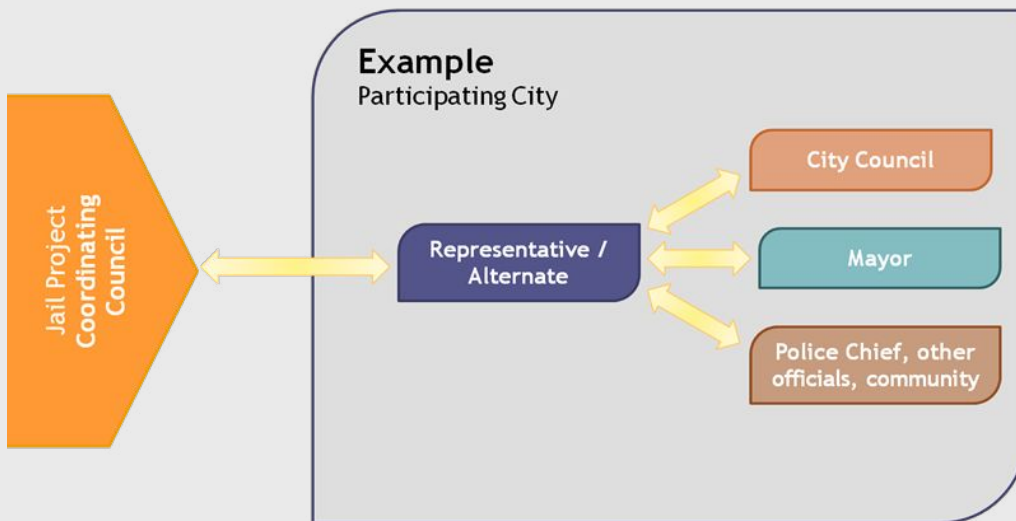 Example
Participating City
Jail Project
Coordinating
Council
Representative /
Alternate
City Council
Mayor
Police Chief, other
officials, community